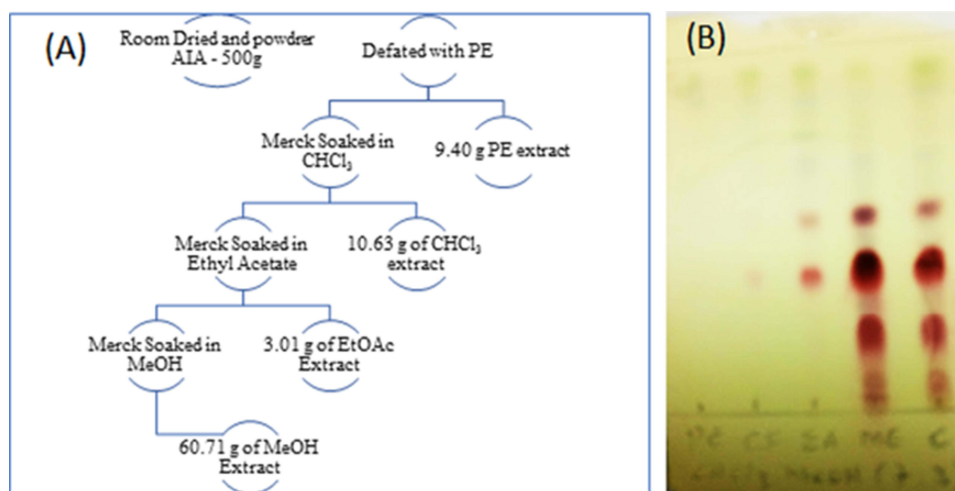 (A)
Room Dried and powdrer
AIA - 500g
Defated with PE
Merck Soaked in
CHCl₃
9.40 g PE extract
Merck Soaked in
Ethyl Acetate
10.63 g of CHCl₃
extract
Merck Soaked in
MeOH
3.01 g of EtOAc
Extract
60.71 g of MeOH
Extract
(B)
EA ME C